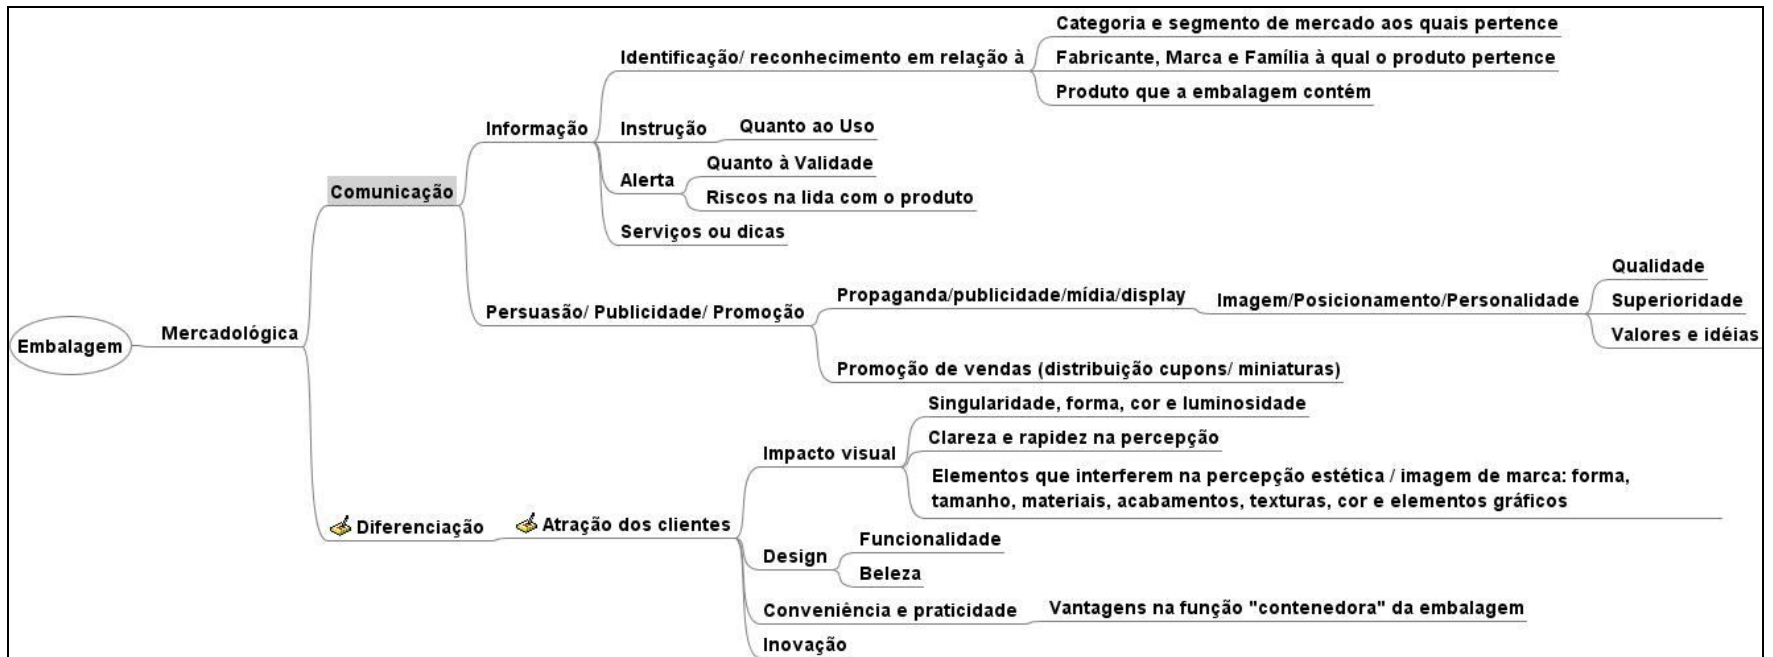 Categoria e segmento de mercado aos quais pertence
Identificação/ reconhecimento em relação à
Fabricante, Marca e Família à qual o produto pertence
Produto que a embalagem contém
Informação
Instrução
Quanto ao Uso
Quanto à Validade
Alerta
Comunicação
Riscos na lida com o produto
Serviços ou dicas
Qualidade
Propaganda/publicidade/mídia/display
Imagem/Posicionamento/Personalidade
Superioridade
Persuasão/ Publicidade/ Promoção
Valores e idéias
Embalagem
Mercadológica
Promoção de vendas (distribuição cupons/ miniaturas)
Singularidade, forma, cor e luminosidade
Clareza e rapidez na percepção
Impacto visual
Elementos que interferem na percepção estética / imagem de marca: forma,
tamanho, materiais, acabamentos, texturas, cor e elementos gráficos
Diferenciação
Atração dos clientes
Funcionalidade
Design
Beleza
Conveniência e praticidade
Vantagens na função "contenedora" da embalagem
Inovação